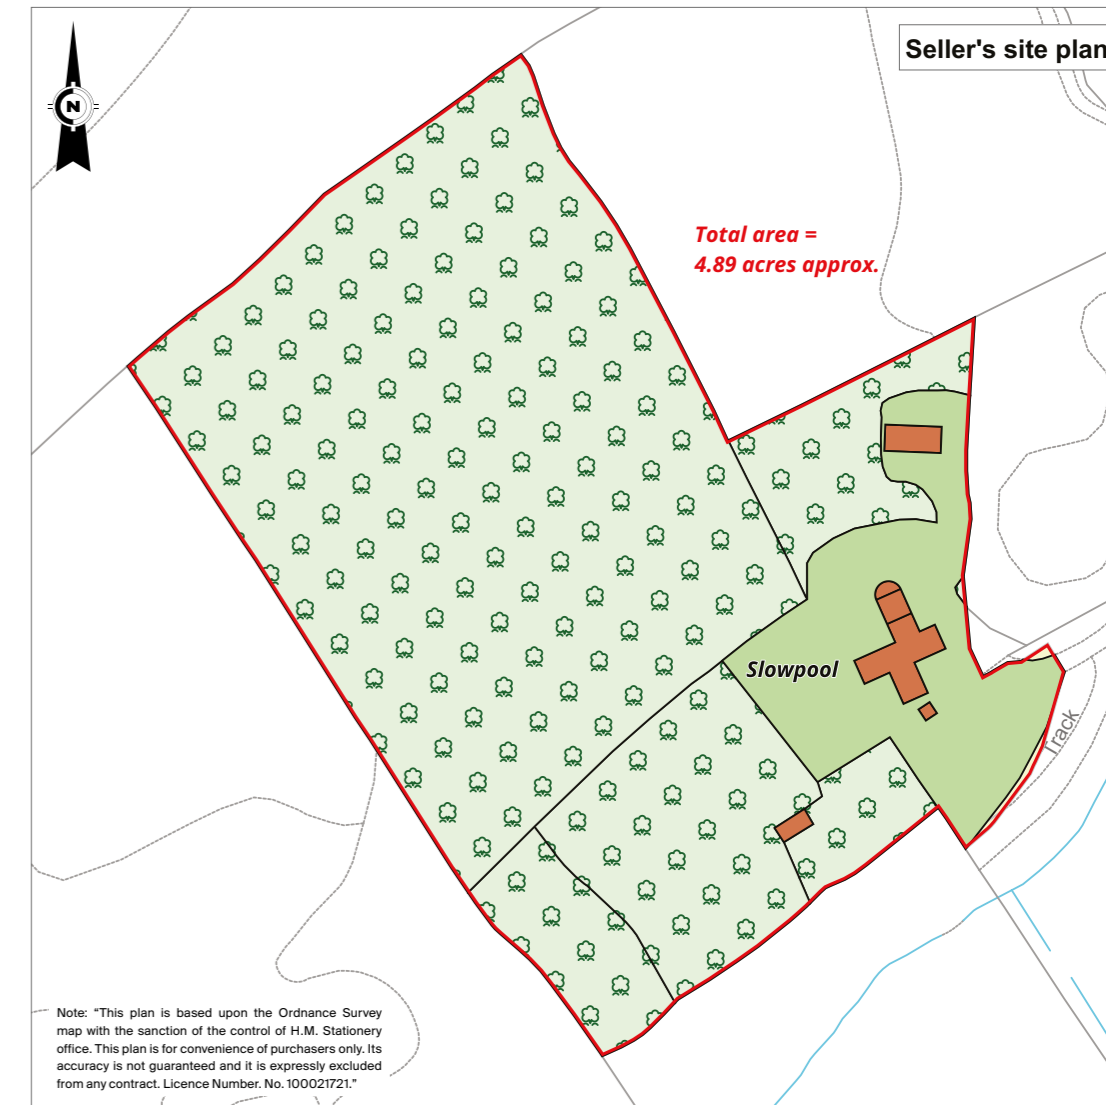 Seller's site plan
N
Total area =
4.89 acres approx.
Slowpool
Track
Note: “This plan is based upon the Ordnance Survey
map with the sanction of the control of H.M. Stationery
office. This plan is for convenience of purchasers only. Its
accuracy is not guaranteed and it is expressly excluded
from any contract. Licence Number. No. 100021721.”